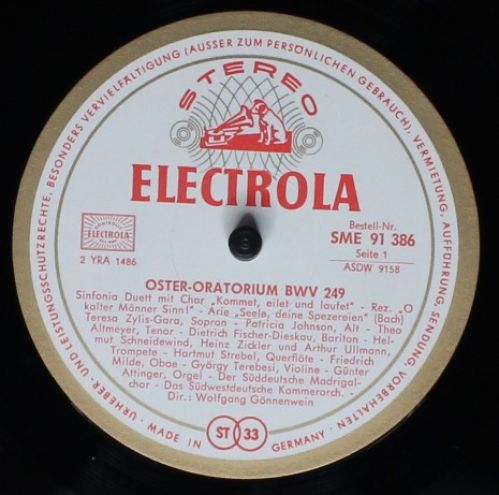 URHEBER- UND LEISTUNGSSCHUTZRECHTE, BESONDERS VERVIELFÄLTIGUNG (AUSSER ZUM PERSÖNLICHEN GEBRAUCH), VERMIETUNG, AUFFÜHRUNG, SENDUNG, VORBEHALTEN
STEREO
ELECTROLA
ELECTROLA
2 YRA 1486
Bestell-Nr.
SME 91 386
Seite 1
ASDW 9158
OSTER-ORATORIUM BWV 249
Sinfonia Duett mit Chor „Kommet, eilet und laufet" - Rez. „O
kalter Männer Sinn!" - Arie „Seele, deine Spezereien" (Bach)
Teresa Zylis-Gara, Sopran - Patricia Johnson, Alt - Theo
Altmeyer, Tenor - Dietrich Fischer-Dieskau, Bariton - Hel-
mut Schneidewind, Heinz Zickler und Arthur Ullmann,
Trompete - Hartmut Strebel, Querflöte - Friedrich
Milde, Oboe - György Terebesi, Violine - Günter
Attinger, Orgel - Der Süddeutsche Madrigal-
chor - Das Südwestdeutsche Kammerorch. -
Dir.: Wolfgang Gönnenwein
MADE IN GERMANY
ST 33